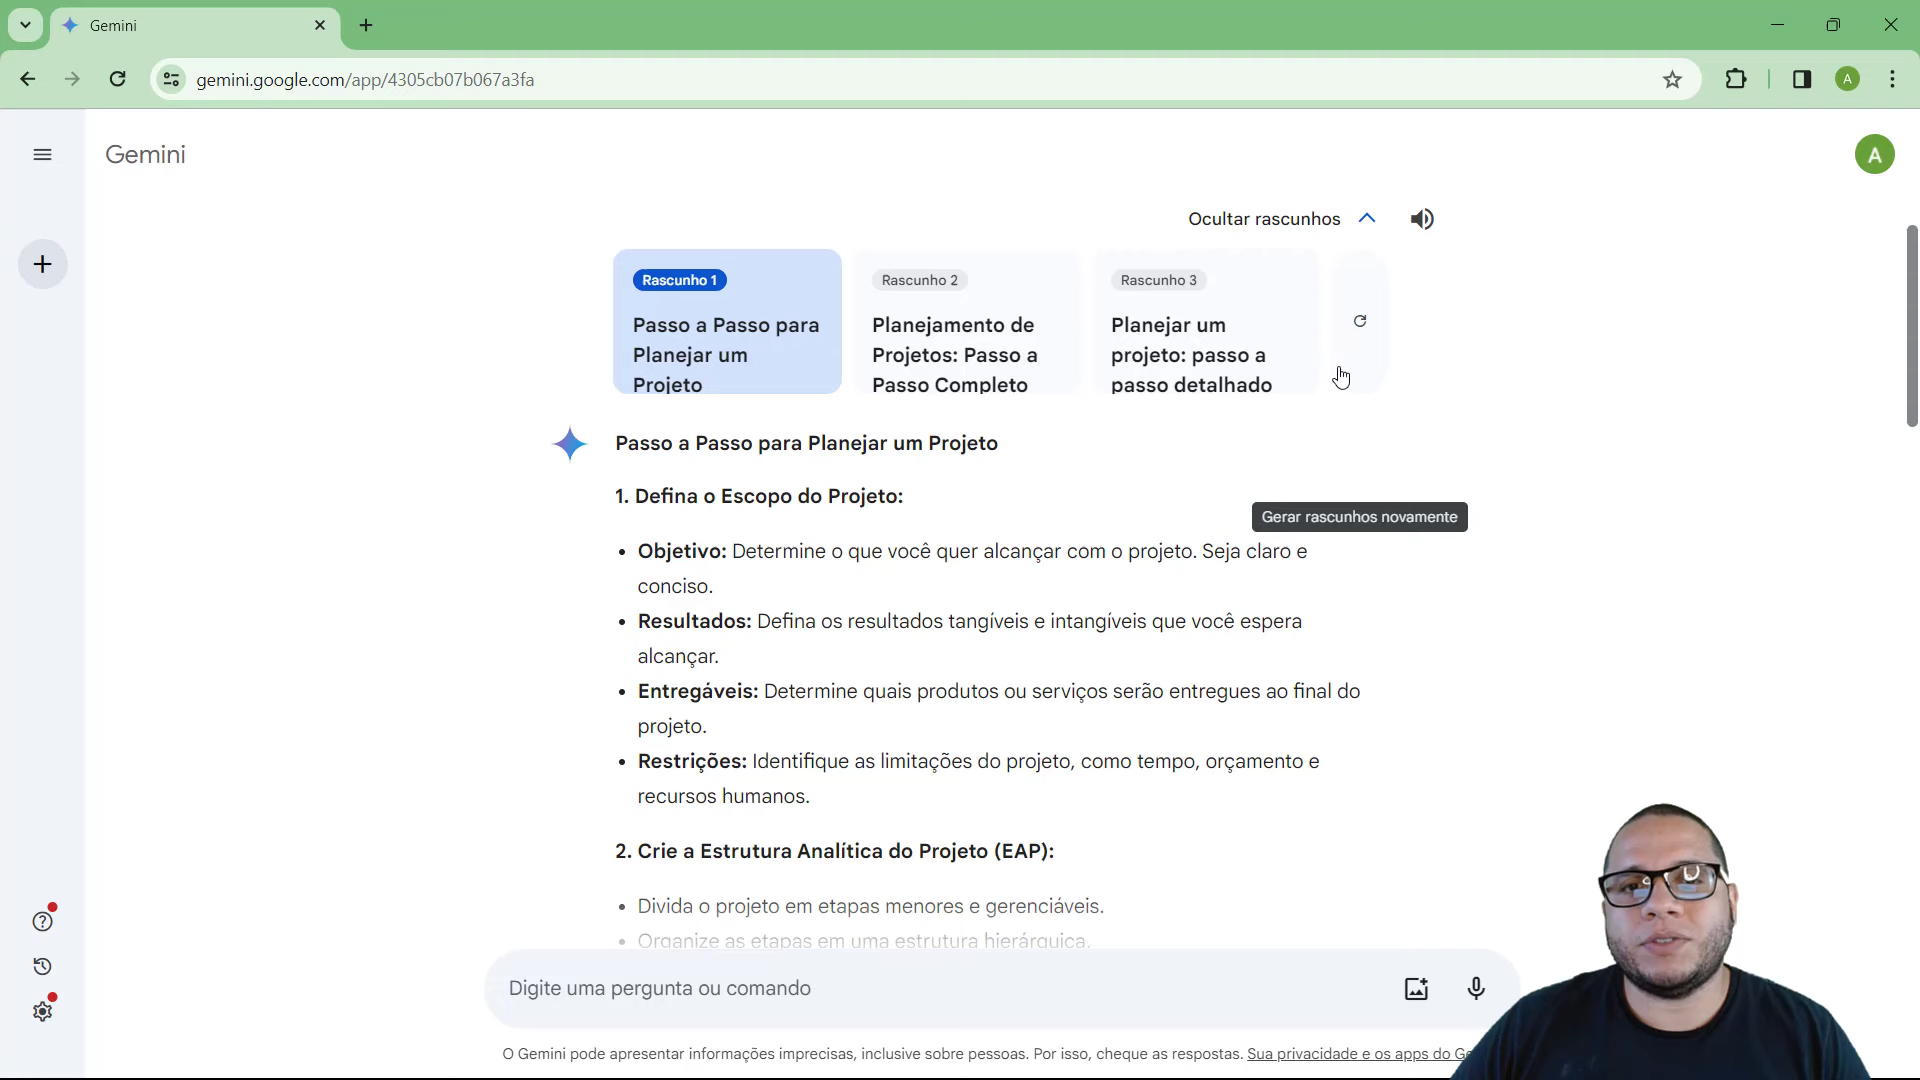 Gemini
gemini.google.com/app/4305cb07b067a3fa
A
Gemini
A
Ocultar rascunhos
Rascunho 1
Passo a Passo para
Planejar um
Projeto
Rascunho 2
Planejamento de
Projetos: Passo a
Passo Completo
Rascunho 3
Planejar um
projeto: passo a
passo detalhado
Passo a Passo para Planejar um Projeto
1. Defina o Escopo do Projeto:
Gerar rascunhos novamente
• Objetivo: Determine o que você quer alcançar com o projeto. Seja claro e
conciso.
• Resultados: Defina os resultados tangíveis e intangíveis que você espera
alcançar.
• Entregáveis: Determine quais produtos ou serviços serão entregues ao final do
projeto.
• Restrições: Identifique as limitações do projeto, como tempo, orçamento e
recursos humanos.
2. Crie a Estrutura Analítica do Projeto (EAP):
• Divida o projeto em etapas menores e gerenciáveis.
• Organize as etapas em uma estrutura hierárquica.
Digite uma pergunta ou comando
O Gemini pode apresentar informações imprecisas, inclusive sobre pessoas. Por isso, cheque as respostas. Sua privacidade e os apps do